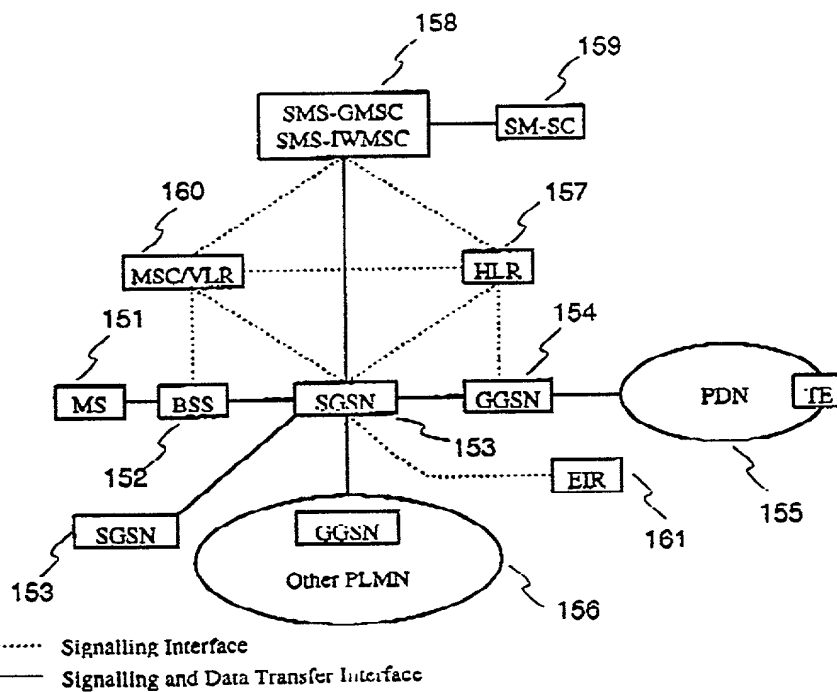 158
159
SMS-GMSC
SMS-IWMSC
SM-SC
160
157
MSC/VLR
HLR
151
154
MS
BSS
SGSN
GGSN
PDN
TE
152
153
EIR
155
SGSN
GGSN
161
153
Other PLMN
156
Signalling Interface
Signalling and Data Transfer Interface